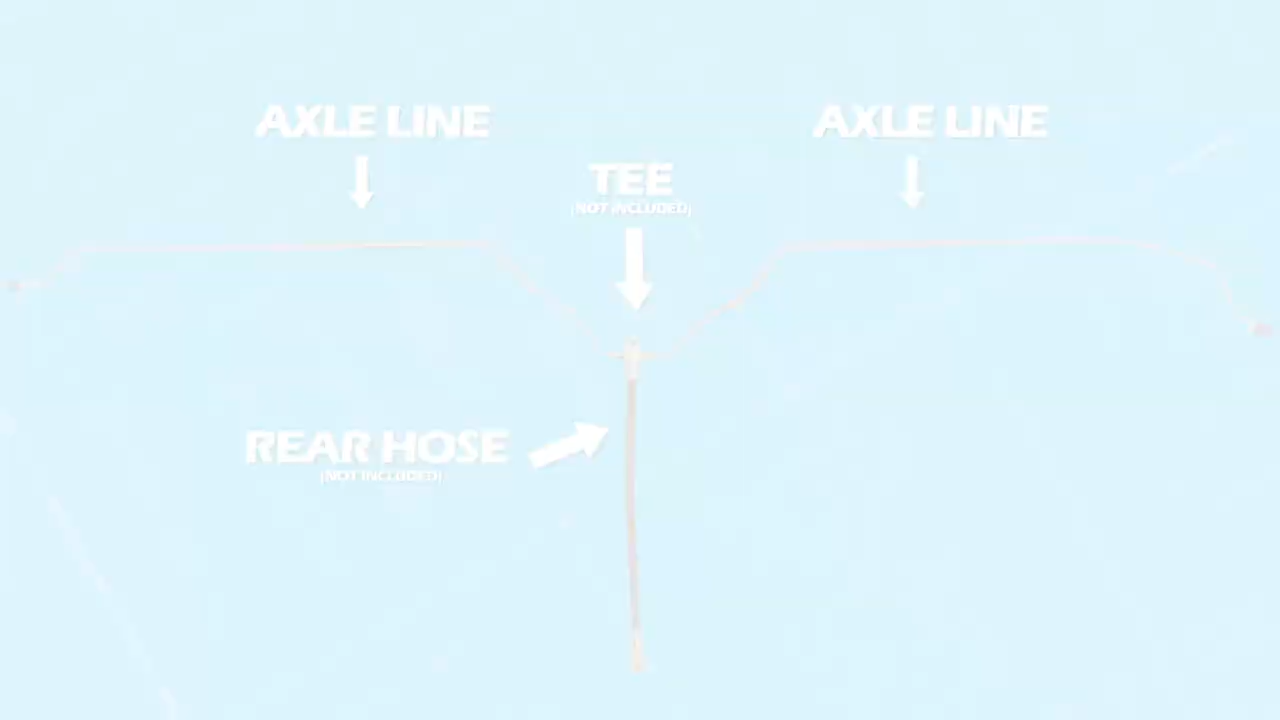 AXLE LINE
AXLE LINE
TEE
(NOT INCLUDED)
REAR HOSE
(NOT INCLUDED)